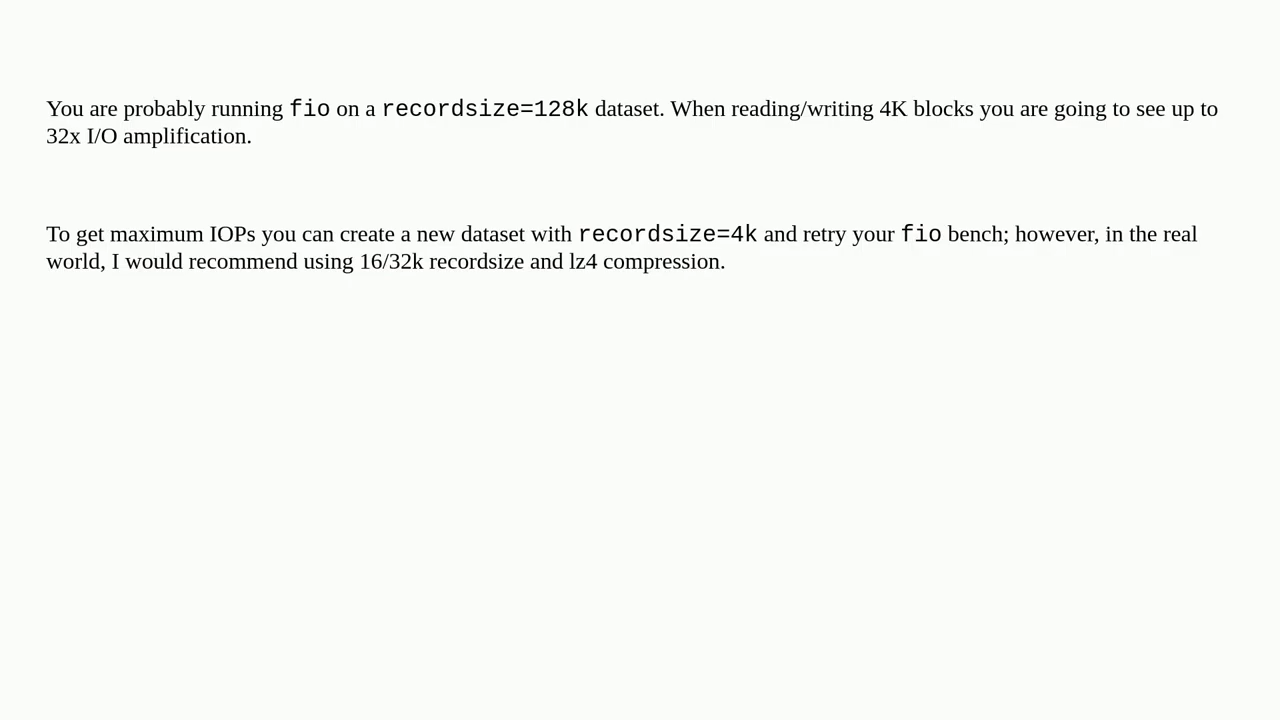 You are probably running fio on a recordsize=128k dataset. When reading/writing 4K blocks you are going to see up to
32x I/O amplification.
To get maximum IOPs you can create a new dataset with recordsize=4k and retry your fio bench; however, in the real
world, I would recommend using 16/32k recordsize and lz4 compression.